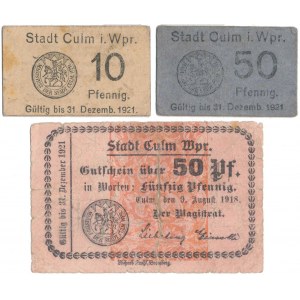 Stadt Culm i. Wpr.
10
Pfennig.
Gültig bis 31. Dezemb. 1921.
Stadt Culm i. Wpr.
50
Pfennig.
Gültig bis 31. Dezemb. 1921.
Gültig bis 31. Dezember 1921
Stadt Culm Wpr.
Gutschein über 50 Pf.
in Worten: Fünfzig Pfennig.
Culm, den 9. August 1918.
Der Magistrat.